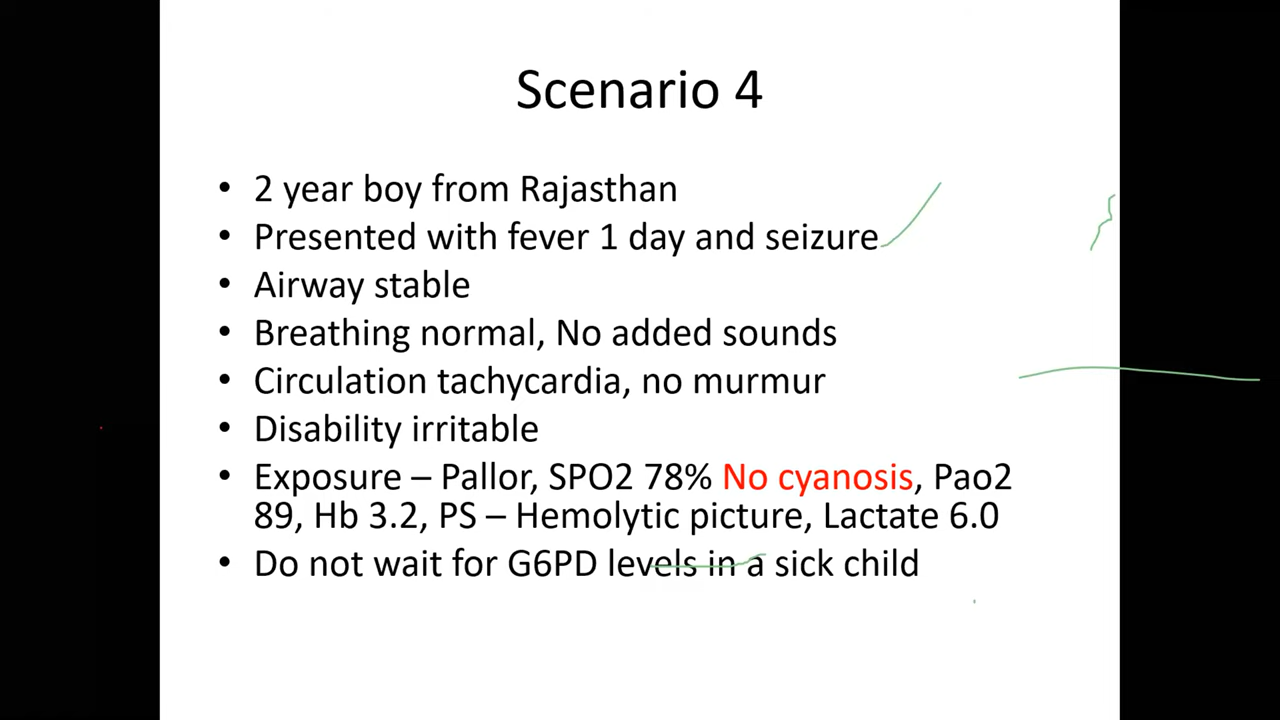 Scenario 4
• 2 year boy from Rajasthan
• Presented with fever 1 day and seizure
• Airway stable
• Breathing normal, No added sounds
• Circulation tachycardia, no murmur
• Disability irritable
• Exposure – Pallor, SPO2 78% No cyanosis, Pao2
89, Hb 3.2, PS – Hemolytic picture, Lactate 6.0
• Do not wait for G6PD levels in a sick child